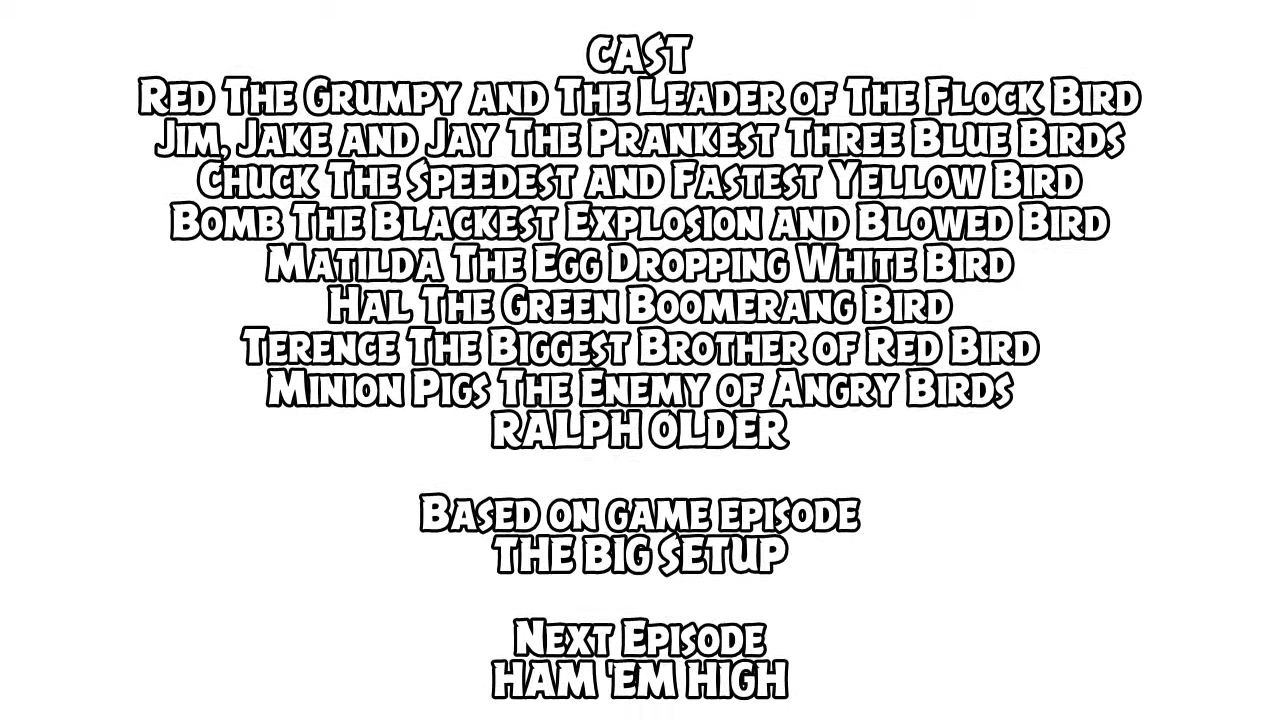 CAST
Red The Grumpy and The Leader of The Flock Bird
Jim, Jake and Jay The Prankest Three Blue Birds
Chuck The Speedest and Fastest Yellow Bird
Bomb The Blackest Explosion and Blowed Bird
Matilda The Egg Dropping White Bird
Hal The Green Boomerang Bird
Terence The Biggest Brother of Red Bird
Minion Pigs The Enemy of Angry Birds
RALPH OLDER
Based on game episode
THE BIG SETUP
Next Episode
HAM 'EM HIGH